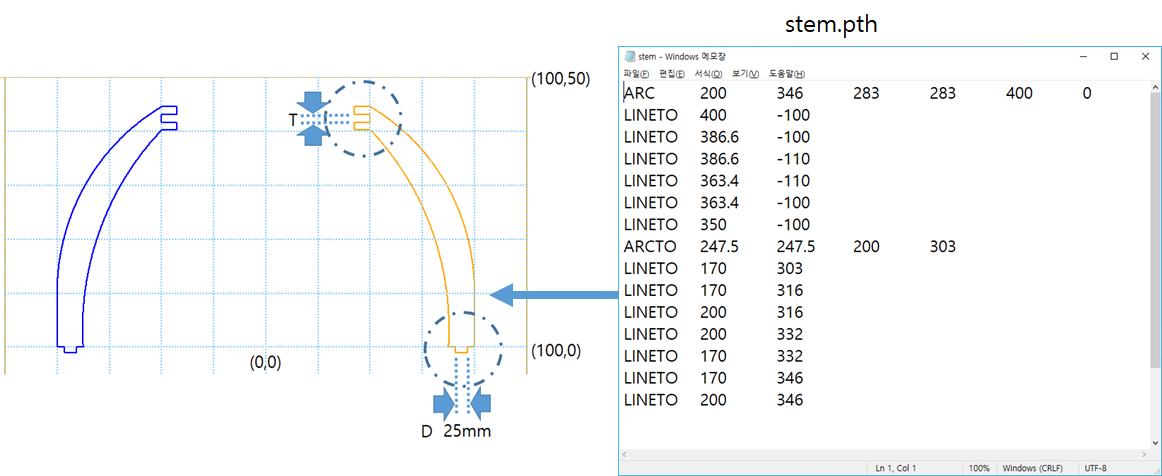 stem.pth
stem - Windows 메모장
파일(F) 편집(E) 서식(O) 보기(V) 도움말(H)
ARC 200 346 283 283 400 0
LINETO 400 -100
LINETO 386.6 -100
LINETO 386.6 -110
LINETO 363.4 -110
LINETO 363.4 -100
LINETO 350 -100
ARCTO 247.5 247.5 200 303
LINETO 170 303
LINETO 170 316
LINETO 200 316
LINETO 200 332
LINETO 170 332
LINETO 170 346
LINETO 200 346
Ln 1, Col 1 100% Windows (CRLF) UTF-8
(100,50)
T
(100,0)
(0,0)
D 25mm